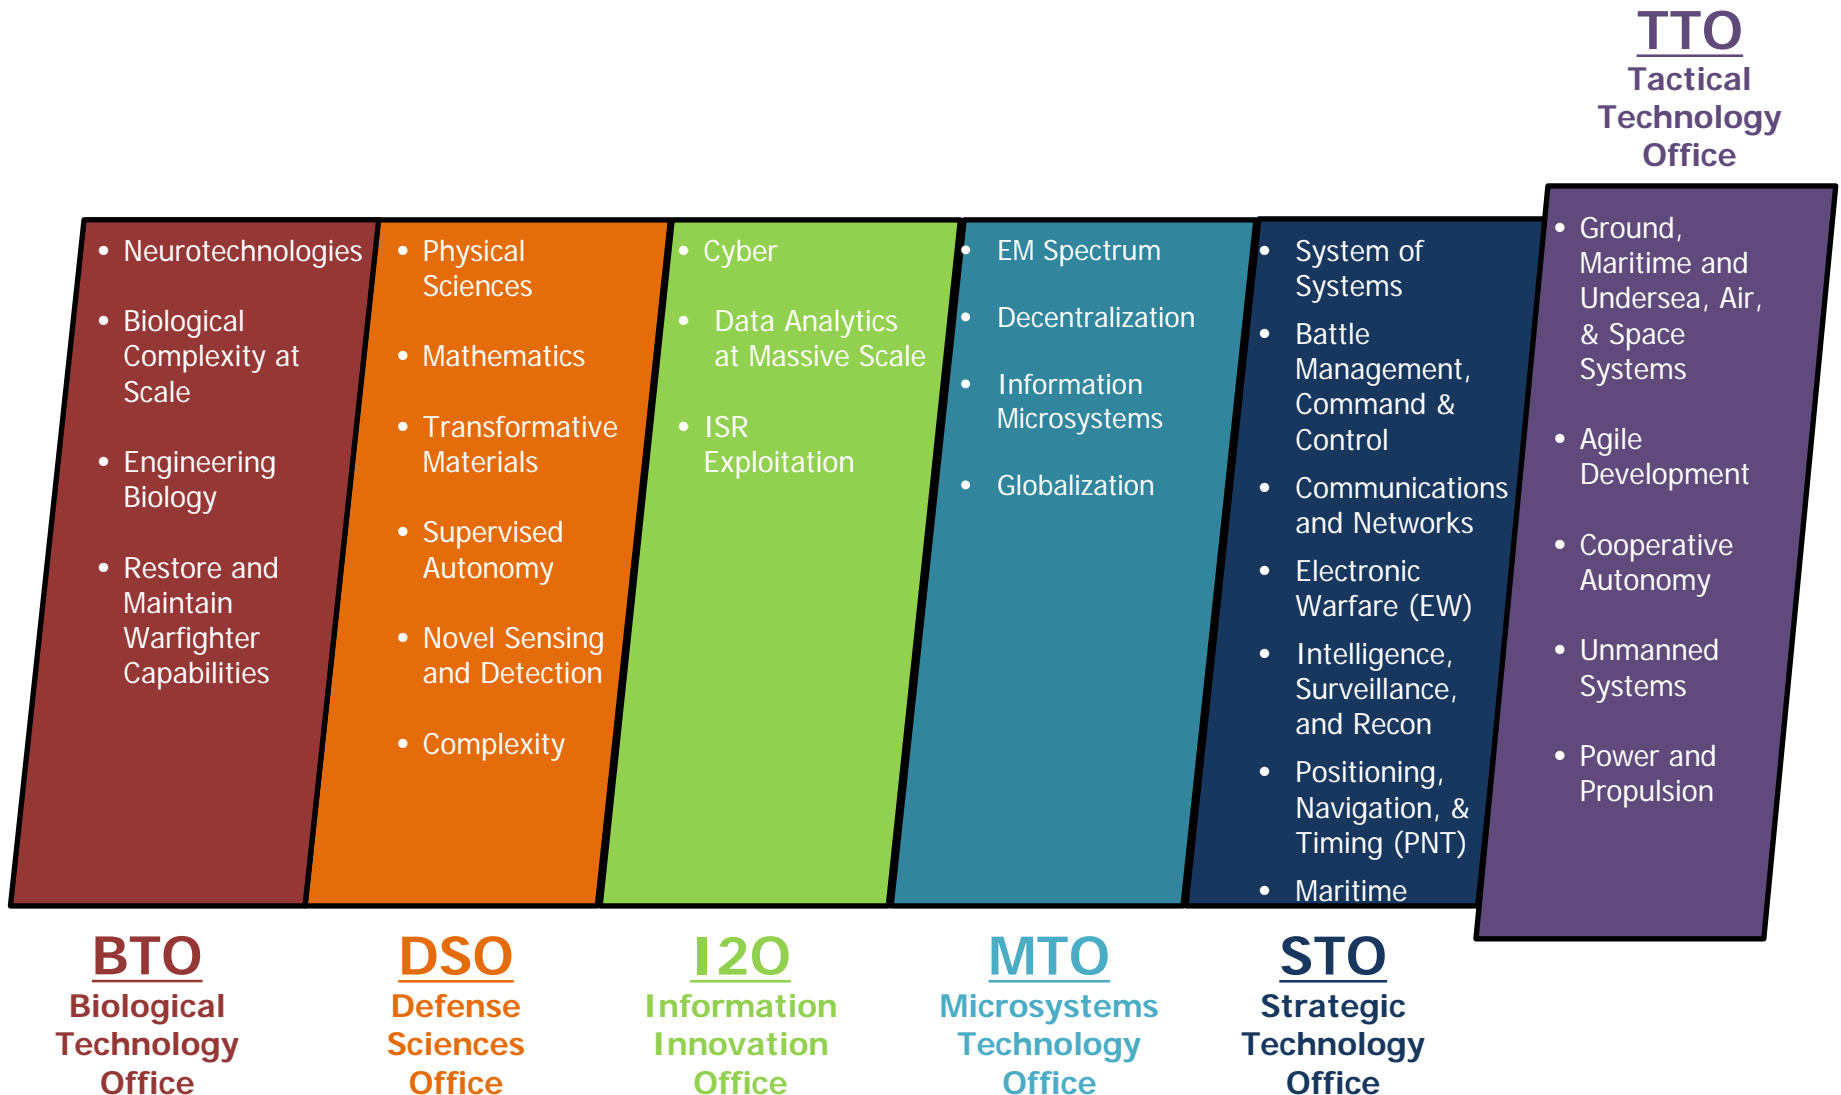 TTO
Tactical
Technology
Office
• Neurotechnologies
• Biological
Complexity at
Scale
• Engineering
Biology
• Restore and
Maintain
Warfighter
Capabilities
• Physical
Sciences
• Mathematics
• Transformative
Materials
• Supervised
Autonomy
• Novel Sensing
and Detection
• Complexity
• Cyber
• Data Analytics
at Massive Scale
• ISR
Exploitation
• EM Spectrum
• Decentralization
• Information
Microsystems
• Globalization
• System of
Systems
• Battle
Management,
Command &
Control
• Communications
and Networks
• Electronic
Warfare (EW)
• Intelligence,
Surveillance,
and Recon
• Positioning,
Navigation, &
Timing (PNT)
• Maritime
• Ground,
Maritime and
Undersea, Air,
& Space
Systems
• Agile
Development
• Cooperative
Autonomy
• Unmanned
Systems
• Power and
Propulsion
BTO
Biological
Technology
Office
DSO
Defense
Sciences
Office
I2O
Information
Innovation
Office
MTO
Microsystems
Technology
Office
STO
Strategic
Technology
Office